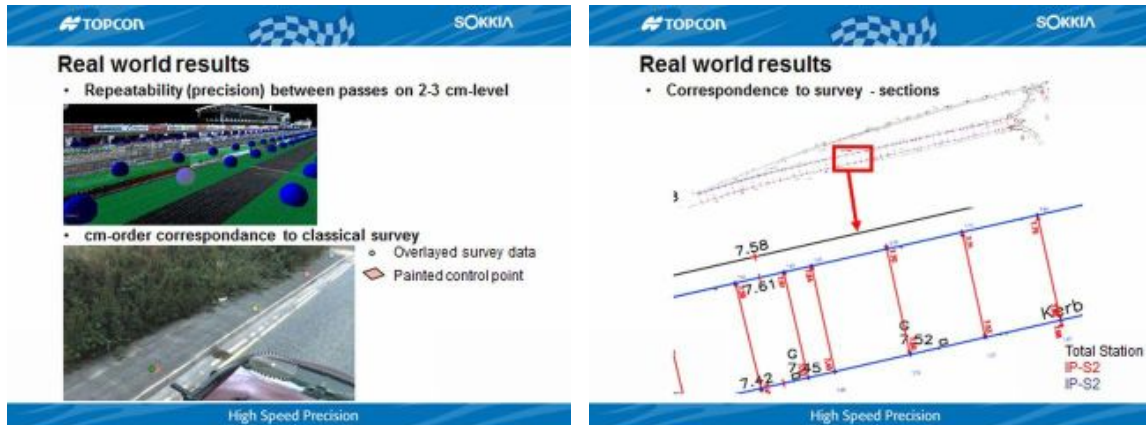 TOPCON
SOKKIA
Real world results
• Repeatability (precision) between passes on 2-3 cm-level
• cm-order correspondance to classical survey
Overlayed survey data
Painted control point
High Speed Precision
TOPCON
SOKKIA
Real world results
• Correspondence to survey - sections
7.58
7.61
G
7.52
Kerb
G
7.45
7.42
Total Station
IP-S2
IP-S2
High Speed Precision